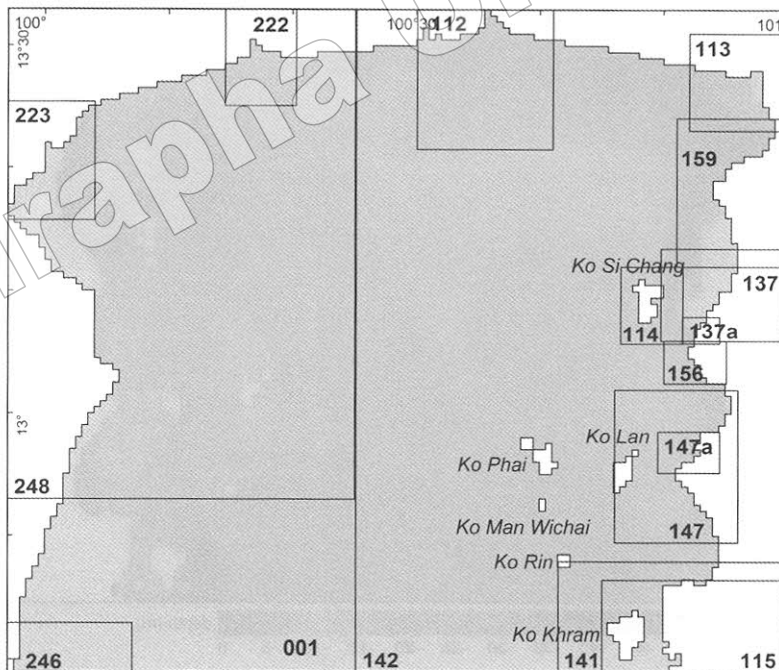 100°
222
100°30'
112
101
13°30'
113
223
159
Ko Si Chang
137
114
137a
156
13°
Ko Lan
147a
Ko Phai
248
Ko Man Wichai
147
Ko Rin
Ko Khram
246
001
142
141
115